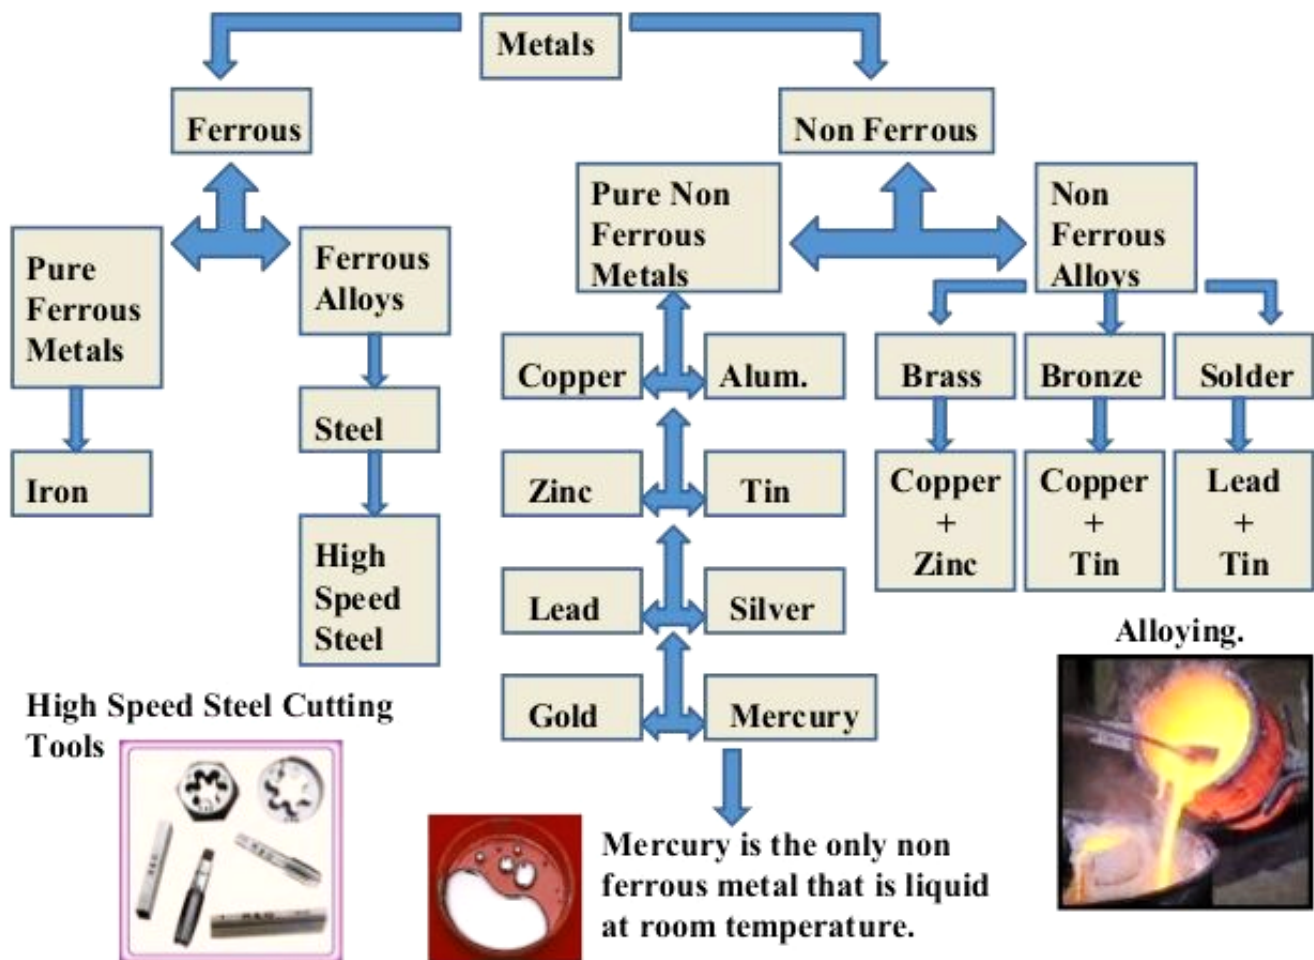 Metals
Ferrous
Non Ferrous
Pure
Ferrous
Metals
Ferrous
Alloys
Pure Non
Ferrous
Metals
Non
Ferrous
Alloys
Iron
Steel
High
Speed
Steel
Copper
Alum.
Zinc
Tin
Lead
Silver
Gold
Mercury
Brass
Bronze
Solder
Copper
+
Zinc
Copper
+
Tin
Lead
+
Tin
Alloying.
High Speed Steel Cutting
Tools
Mercury is the only non
ferrous metal that is liquid
at room temperature.